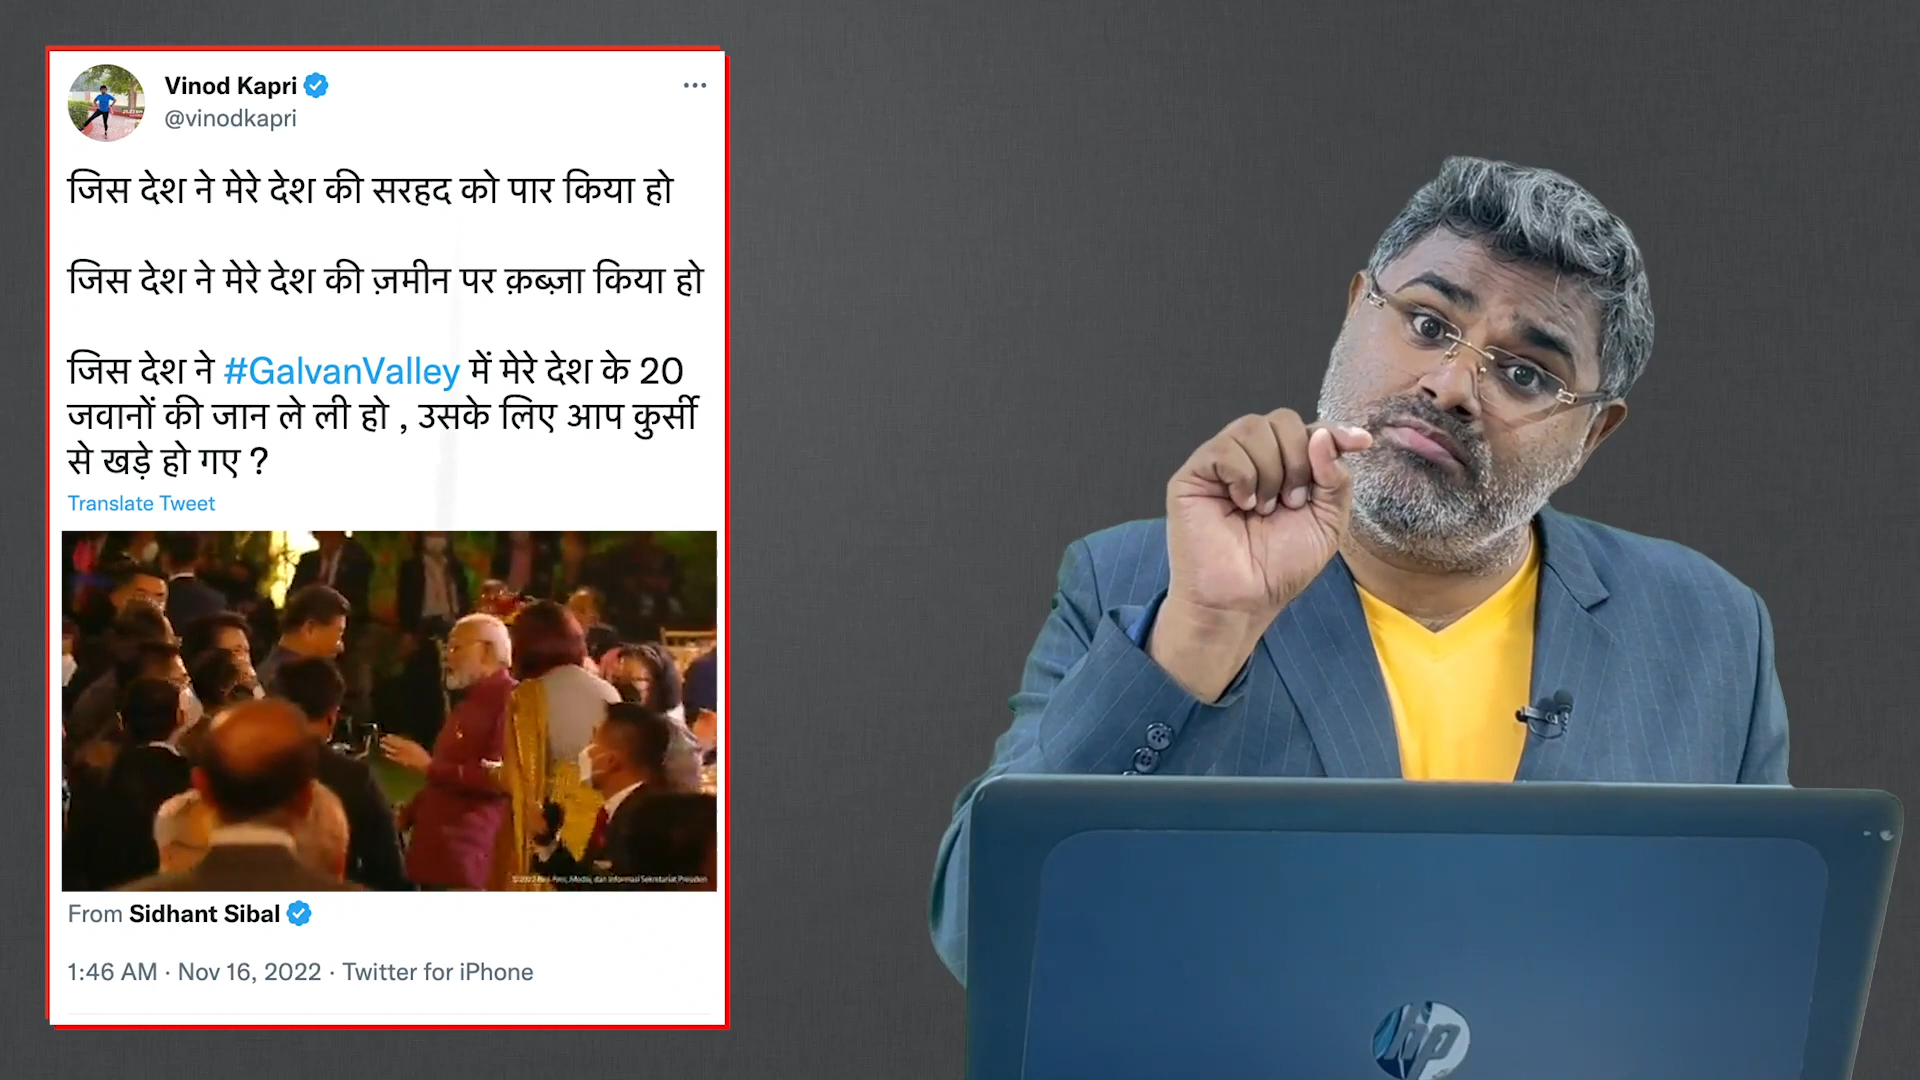 Vinod Kapri
@vinodkapri
जिस देश ने मेरे देश की सरहद को पार किया हो
जिस देश ने मेरे देश की ज़मीन पर क़ब्ज़ा किया हो
जिस देश ने #GalvanValley में मेरे देश के 20
जवानों की जान ले ली हो , उसके लिए आप कुर्सी
से खड़े हो गए ?
Translate Tweet
From Sidhant Sibal
1:46 AM · Nov 16, 2022 · Twitter for iPhone
hp